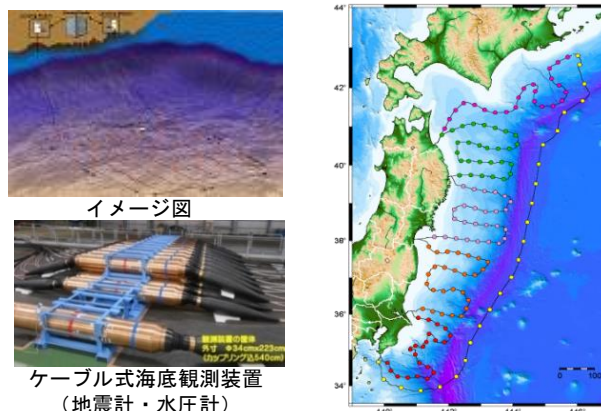 イメージ図
観測装置の筐体
外寸 Φ34cmx223cm
(カップリング込540cm)
ケーブル式海底観測装置
(地震計・水圧計)
44˚
42˚
40˚
38˚
36˚
34˚
0
100